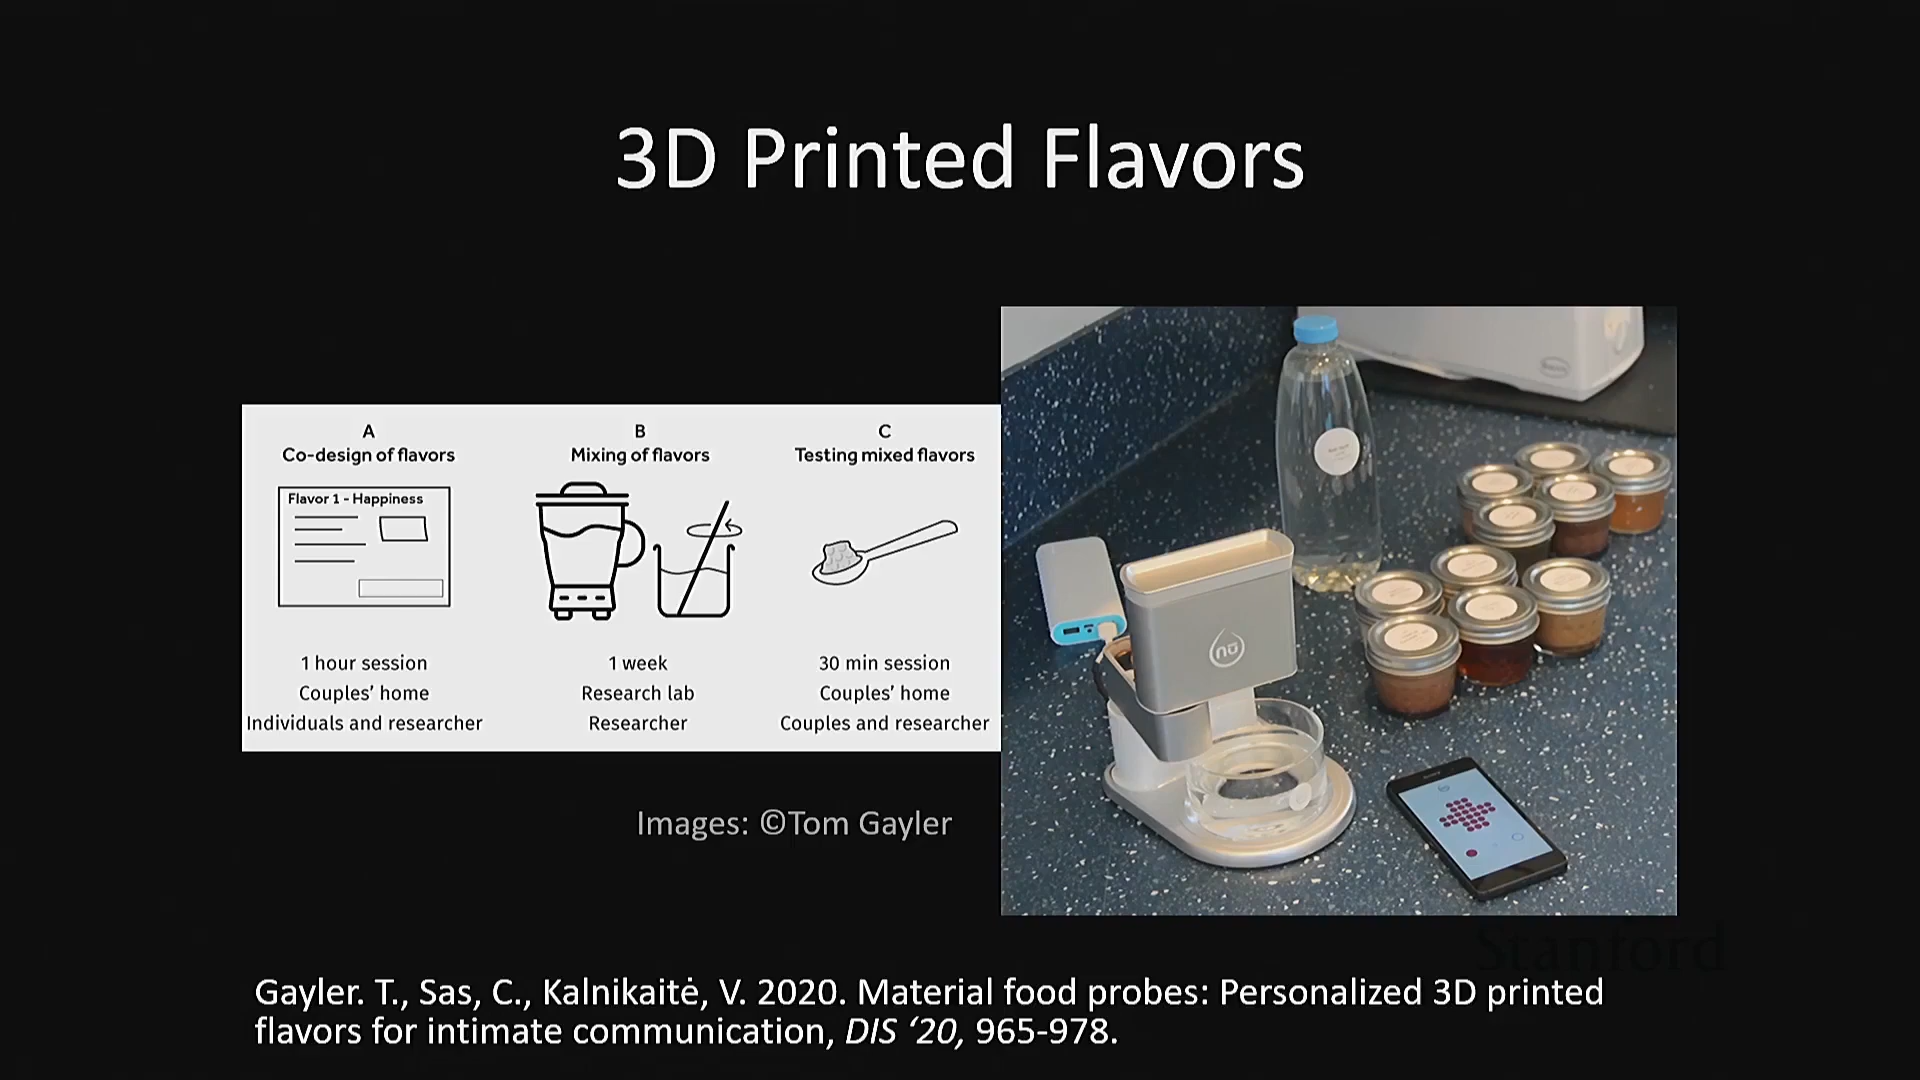 3D Printed Flavors
A
Co-design of flavors
Flavor 1 - Happiness
1 hour session
Couples’ home
Individuals and researcher
B
Mixing of flavors
1 week
Research lab
Researcher
C
Testing mixed flavors
30 min session
Couples’ home
Couples and researcher
nū
Images: ©Tom Gayler
Stanford
Gayler. T., Sas, C., Kalnikaitė, V. 2020. Material food probes: Personalized 3D printed
flavors for intimate communication, DIS ‘20, 965-978.